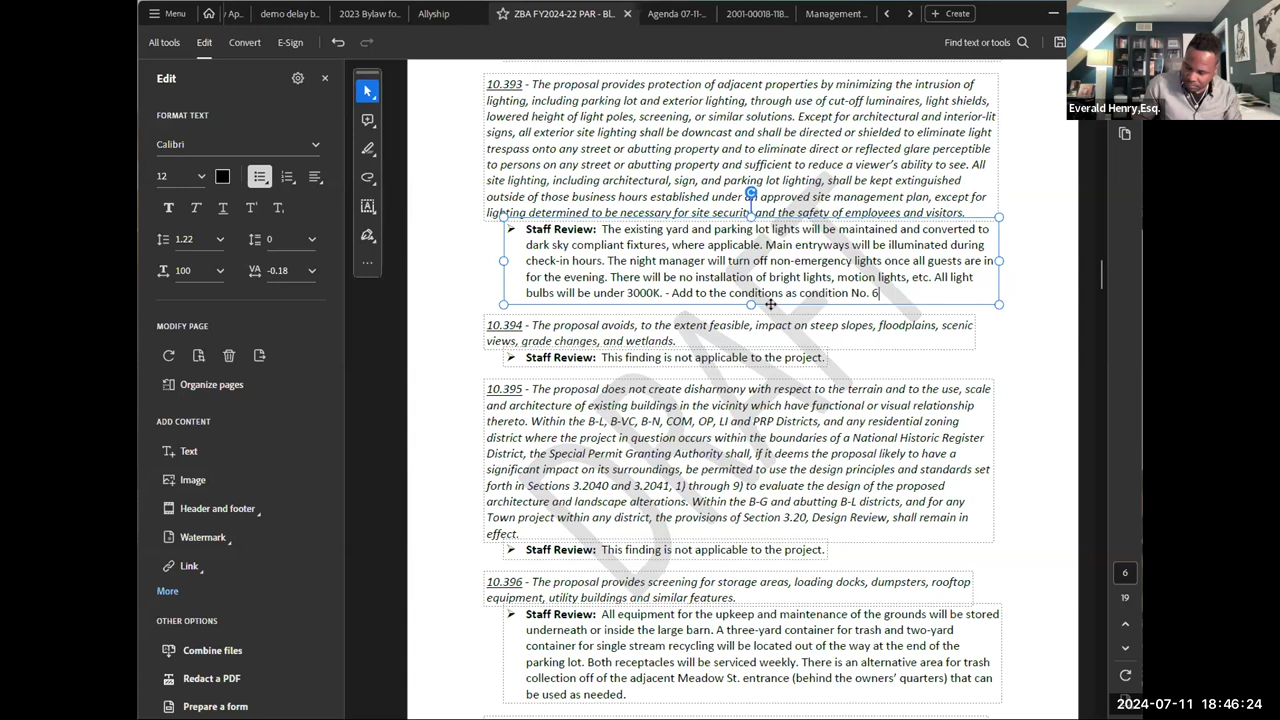 Menu
y Ap...
demo delay b...
2023 Bylaw fo...
Allyship
ZBA FY2024-22 PAR - BL...
Agenda 07-11-...
2001-00018-118...
Management ...
Create
All tools
Edit
Convert
E-Sign
Find text or tools
Everald Henry,Esq.
Edit
FORMAT TEXT
Calibri
12
T T T T' T,
1.22
0
100
VA
-0.18
MODIFY PAGE
Organize pages
ADD CONTENT
Text
Image
Header and footer
Watermark
Link
More
OTHER OPTIONS
Combine files
Redact a PDF
Prepare a form
10.393 - The proposal provides protection of adjacent properties by minimizing the intrusion of
lighting, including parking lot and exterior lighting, through use of cut-off luminaires, light shields,
lowered height of light poles, screening, or similar solutions. Except for architectural and interior-lit
signs, all exterior site lighting shall be downcast and shall be directed or shielded to eliminate light
trespass onto any street or abutting property and to eliminate direct or reflected glare perceptible
to persons on any street or abutting property and sufficient to reduce a viewer's ability to see. All
site lighting, including architectural, sign, and parking lot lighting, shall be kept extinguished
outside of those business hours established under an approved site management plan, except for
lighting determined to be necessary for site security and the safety of employees and visitors.
Staff Review: The existing yard and parking lot lights will be maintained and converted to
dark sky compliant fixtures, where applicable. Main entryways will be illuminated during
check-in hours. The night manager will turn off non-emergency lights once all guests are in
for the evening. There will be no installation of bright lights, motion lights, etc. All light
bulbs will be under 3000K. - Add to the conditions as condition No. 6
10.394 - The proposal avoids, to the extent feasible, impact on steep slopes, floodplains, scenic
views, grade changes, and wetlands.
Staff Review: This finding is not applicable to the project.
10.395 - The proposal does not create disharmony with respect to the terrain and to the use, scale
and architecture of existing buildings in the vicinity which have functional or visual relationship
thereto. Within the B-L, B-VC, B-N, COM, OP, LI and PRP Districts, and any residential zoning
district where the project in question occurs within the boundaries of a National Historic Register
District, the Special Permit Granting Authority shall, if it deems the proposal likely to have a
significant impact on its surroundings, be permitted to use the design principles and standards set
forth in Sections 3.2040 and 3.2041, 1) through 9) to evaluate the design of the proposed
architecture and landscape alterations. Within the B-G and abutting B-L districts, and for any
Town project within any district, the provisions of Section 3.20, Design Review, shall remain in
effect.
Staff Review: This finding is not applicable to the project.
10.396 - The proposal provides screening for storage areas, loading docks, dumpsters, rooftop
equipment, utility buildings and similar features.
Staff Review: All equipment for the upkeep and maintenance of the grounds will be stored
underneath or inside the large barn. A three-yard container for trash and two-yard
container for single stream recycling will be located out of the way at the end of the
parking lot. Both receptacles will be serviced weekly. There is an alternative area for trash
collection off of the adjacent Meadow St. entrance (behind the owners' quarters) that can
be used as needed.
DRAFT
6
19
2024-07-11 18:46:24